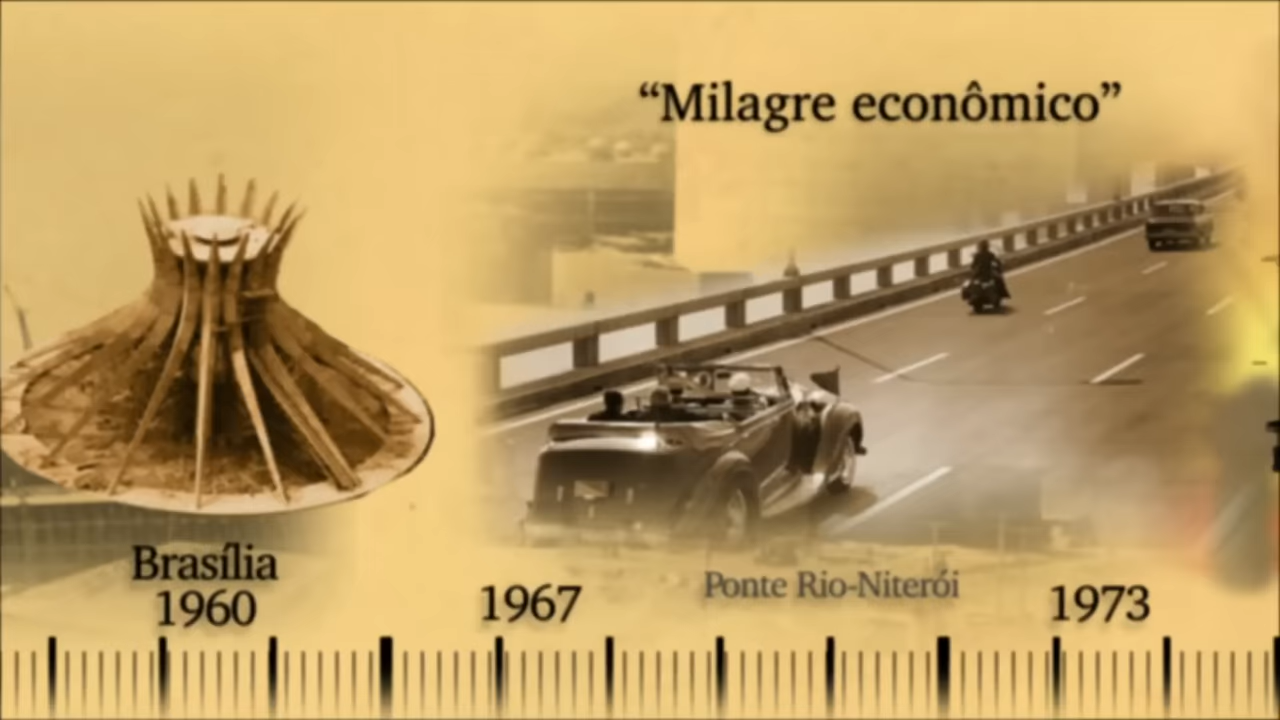 “Milagre econômico”
Brasília
1960
1967
Ponte Rio-Niterói
1973